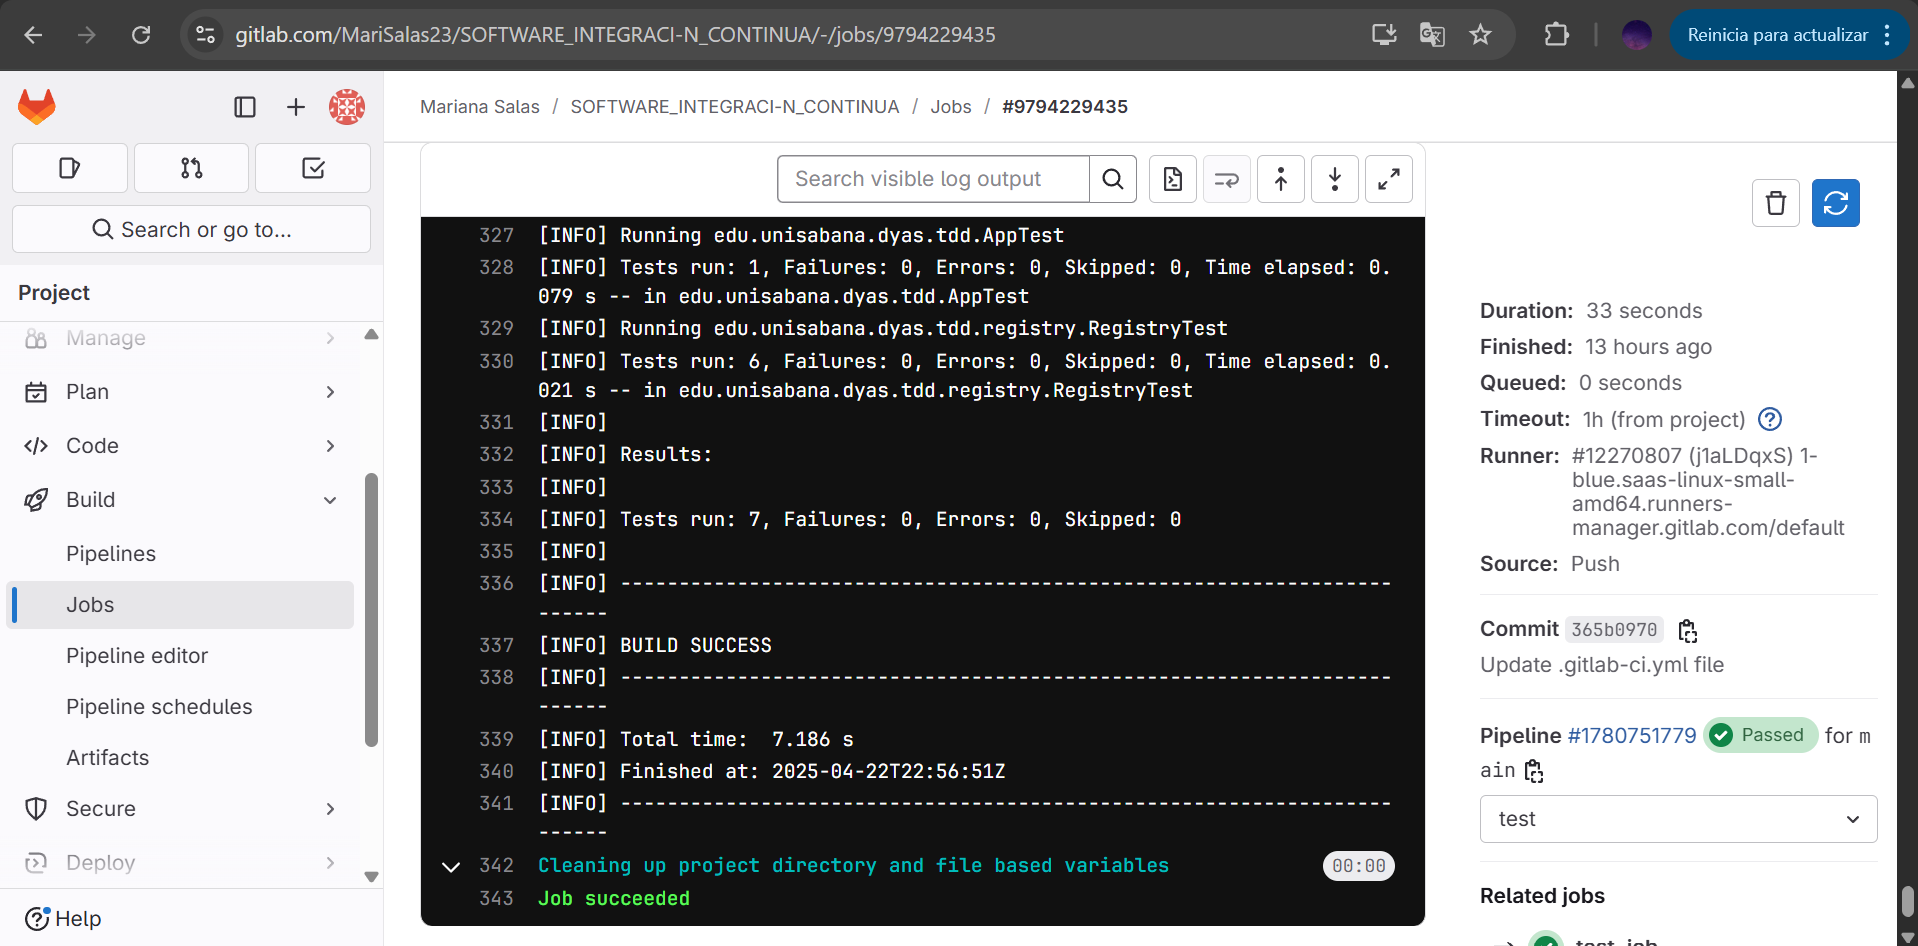 gitlab.com/MariSalas23/SOFTWARE_INTEGRACI-N_CONTINUA/-/jobs/9794229435
Reinicia para actualizar
Search or go to...
Project
Manage
Plan
Code
Build
Pipelines
Jobs
Pipeline editor
Pipeline schedules
Artifacts
Secure
Deploy
Help
Mariana Salas / SOFTWARE_INTEGRACI-N_CONTINUA / Jobs / #9794229435
Search visible log output
327 [INFO] Running edu.unisabana.dyas.tdd.AppTest
328 [INFO] Tests run: 1, Failures: 0, Errors: 0, Skipped: 0, Time elapsed: 0.
079 s -- in edu.unisabana.dyas.tdd.AppTest
329 [INFO] Running edu.unisabana.dyas.tdd.registry.RegistryTest
330 [INFO] Tests run: 6, Failures: 0, Errors: 0, Skipped: 0, Time elapsed: 0.
021 s -- in edu.unisabana.dyas.tdd.registry.RegistryTest
331 [INFO]
332 [INFO] Results:
333 [INFO]
334 [INFO] Tests run: 7, Failures: 0, Errors: 0, Skipped: 0
335 [INFO]
336 [INFO] ------------------------------------------------------------------
------
337 [INFO] BUILD SUCCESS
338 [INFO] ------------------------------------------------------------------
------
339 [INFO] Total time:  7.186 s
340 [INFO] Finished at: 2025-04-22T22:56:51Z
341 [INFO] ------------------------------------------------------------------
------
342 Cleaning up project directory and file based variables 00:00
343 Job succeeded
Duration: 33 seconds
Finished: 13 hours ago
Queued: 0 seconds
Timeout: 1h (from project)
Runner: #12270807 (j1aLDqxS) 1-
blue.saas-linux-small-
amd64.runners-
manager.gitlab.com/default
Source: Push
Commit 365b0970
Update .gitlab-ci.yml file
Pipeline #1780751779 Passed for m
ain
test
Related jobs